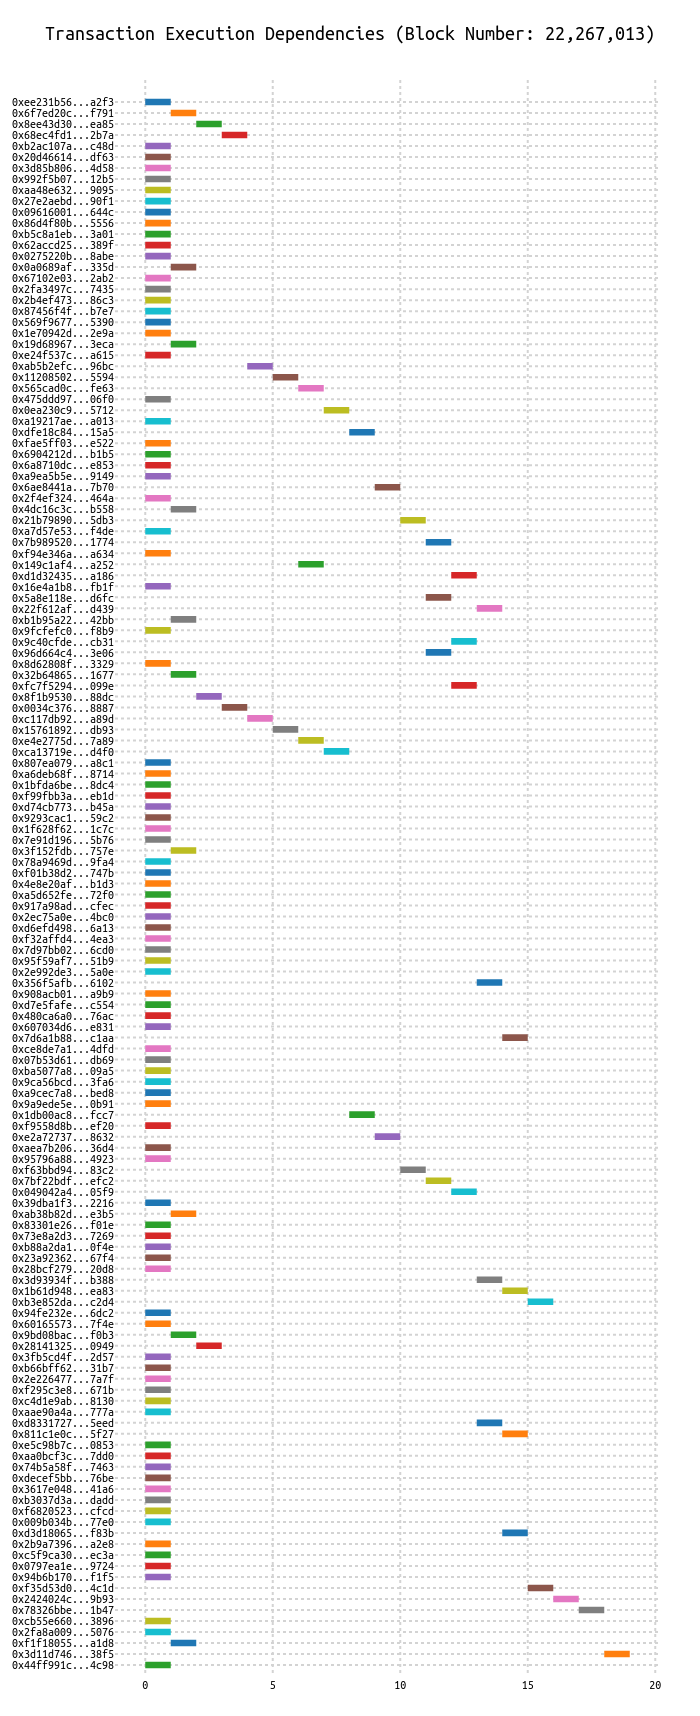 Transaction Execution Dependencies (Block Number: 22,267,013)
0xee231b56...a2f3
0x6f7ed20c...f791
0x8ee43d30...ea85
0x68ec4fd1...2b7a
0xb2ac107a...c48d
0x20d46614...df63
0x3d85b806...4d58
0x992f5b07...12b5
0xaa48e632...9095
0x27e2aebd...90f1
0x09616001...644c
0x86d4f80b...5556
0xb5c8a1eb...3a01
0x62accd25...389f
0x0275220b...8abe
0x0a0689af...335d
0x67102e03...2ab2
0x2fa3497c...7435
0x2b4ef473...86c3
0x87456f4f...b7e7
0x569f9677...5390
0x1e70942d...2e9a
0x19d68967...3eca
0xe24f537c...a615
0xab5b2efc...96bc
0x11208502...5594
0x565cad0c...fe63
0x475ddd97...06f0
0x0ea230c9...5712
0xa19217ae...a013
0xdfe18c84...15a5
0xfae5ff03...e522
0x6904212d...b1b5
0x6a8710dc...e853
0xa9ea5b5e...9149
0x6ae8441a...7b70
0x2f4ef324...464a
0x4dc16c3c...b558
0x21b79890...5db3
0xa7d57e53...f4de
0x7b989520...1774
0xf94e346a...a634
0x149c1af4...a252
0xd1d32435...a186
0x16e4a1b8...fb1f
0x5a8e118e...d6fc
0x22f612af...d439
0xb1b95a22...42bb
0x9fcfefc0...f8b9
0x9c40cfde...cb31
0x96d664c4...3e06
0x8d62808f...3329
0x32b64865...1677
0xfc7f5294...099e
0x8f1b9530...88dc
0x0034c376...8887
0xc117db92...a89d
0x15761892...db93
0xe4e2775d...7a89
0xca13719e...d4f0
0x807ea079...a8c1
0xa6deb68f...8714
0x1bfda6be...8dc4
0xf99fbb3a...eb1d
0xd74cb773...b45a
0x9293cac1...59c2
0x1f628f62...1c7c
0x7e91d196...5b76
0x3f152fdb...757e
0x78a9469d...9fa4
0xf01b38d2...747b
0x4e8e20af...b1d3
0xa5d652fe...72f0
0x917a98ad...cfec
0x2ec75a0e...4bc0
0xd6efd498...6a13
0xf32affd4...4ea3
0x7d97bb02...6cd0
0x95f59af7...51b9
0x2e992de3...5a0e
0x356f5afb...6102
0x908acb01...a9b9
0xd7e5fafe...c554
0x480ca6a0...76ac
0x607034d6...e831
0x7d6a1b88...c1aa
0xce8de7a1...4dfd
0x07b53d61...db69
0xba5077a8...09a5
0x9ca56bcd...3fa6
0xa9cec7a8...bed8
0x9a9ede5e...0b91
0x1db00ac8...fcc7
0xf9558d8b...ef20
0xe2a72737...8632
0xaea7b206...36d4
0x95796a88...4923
0xf63bbd94...83c2
0x7bf22bdf...efc2
0x049042a4...05f9
0x39dba1f3...2216
0xab38b82d...e3b5
0x83301e26...f01e
0x73e8a2d3...7269
0xb88a2da1...0f4e
0x23a92362...67f4
0x28bcf279...20d8
0x3d93934f...b388
0x1b61d948...ea83
0xb3e852da...c2d4
0x94fe232e...6dc2
0x60165573...7f4e
0x9bd08bac...f0b3
0x28141325...0949
0x3fb5cd4f...2d57
0xb66bff62...31b7
0x2e226477...7a7f
0xf295c3e8...671b
0xc4d1e9ab...8130
0xaae90a4a...777a
0xd8331727...5eed
0x811c1e0c...5f27
0xe5c98b7c...0853
0xaa0bcf3c...7dd0
0x74b5a58f...7463
0xdecef5bb...76be
0x3617e048...41a6
0xb3037d3a...dadd
0xf6820523...cfcd
0x009b034b...77e0
0xd3d18065...f83b
0x2b9a7396...a2e8
0xc5f9ca30...ec3a
0x0797ea1e...9724
0x94b6b170...f1f5
0xf35d53d0...4c1d
0x2424024c...9b93
0x78326bbe...1b47
0xcb55e660...3896
0x2fa8a009...5076
0xf1f18055...a1d8
0x3d11d746...38f5
0x44ff991c...4c98
0 5 10 15 20